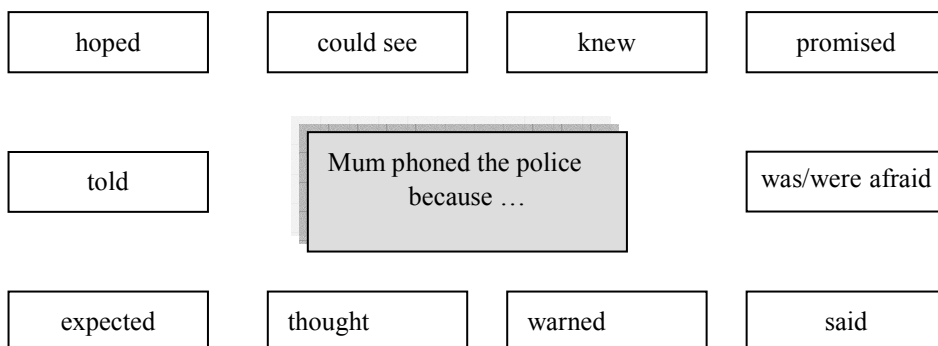 hoped could see knew promised
Mum phoned the police
told
was/were afraid
because …
expected thought warned said